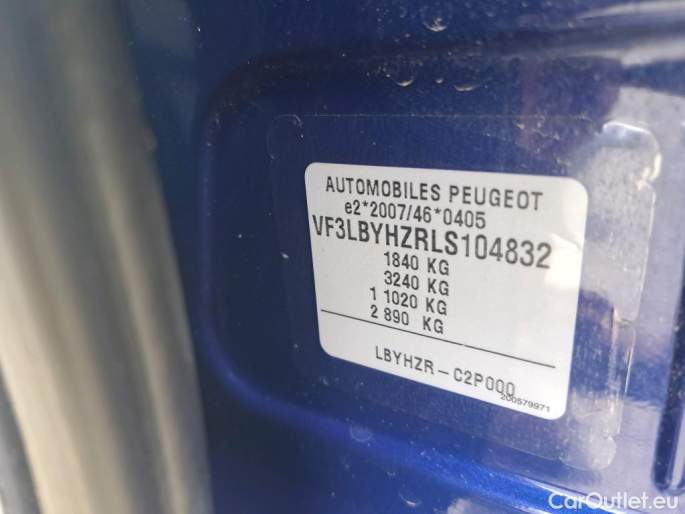 AUTOMOBILES PEUGEOT
e2*2007/46*0405
VF3LBYHZRLS104832
1840 KG
3240 KG
1 1020 KG
2 890 KG
LBYHZR-C2P000
200579971
CarOutlet.eu